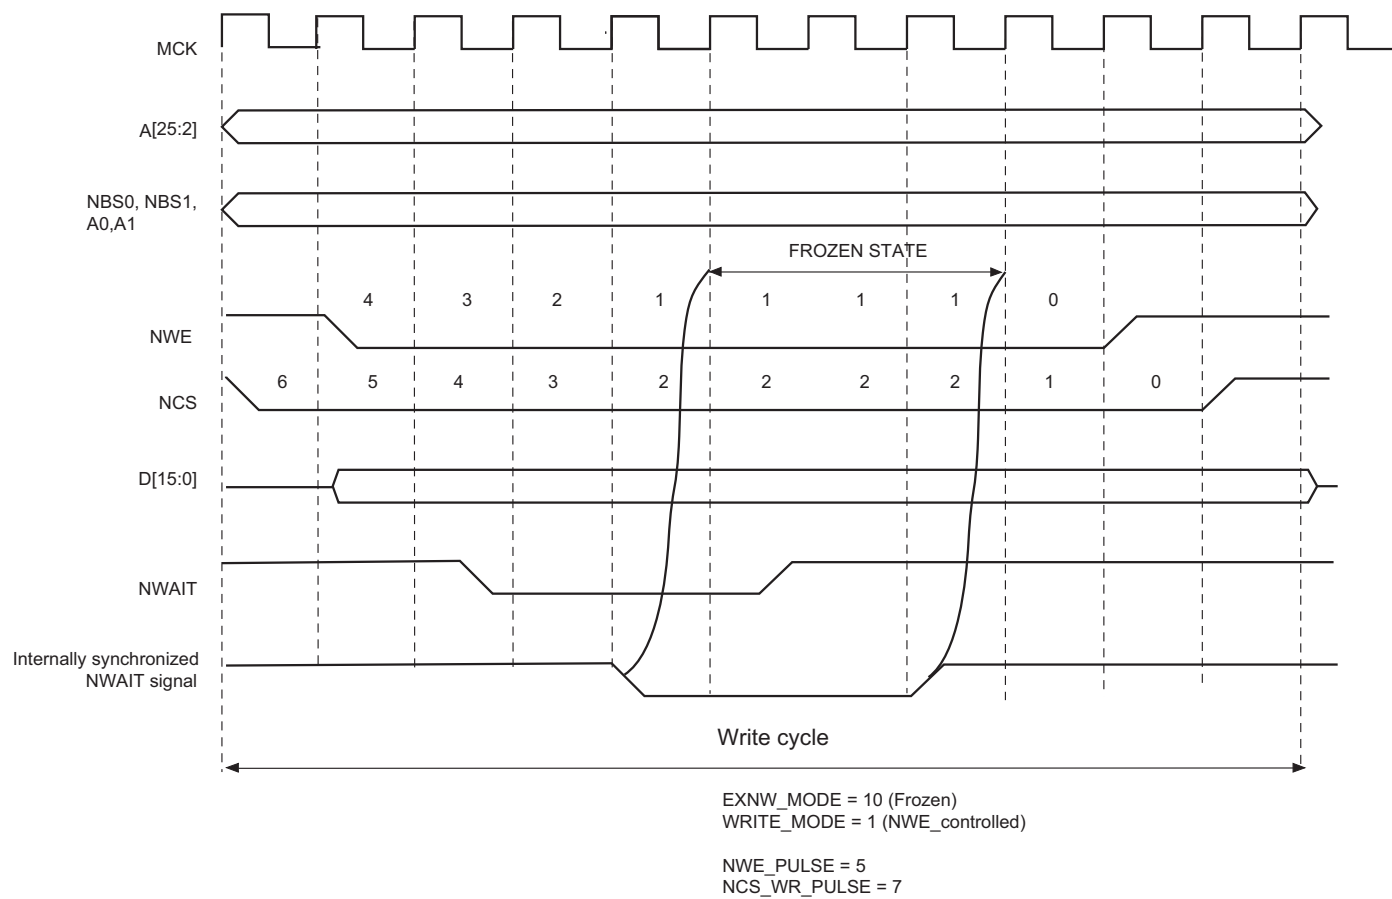 MCK
A[25:2]
NBS0, NBS1,
A0,A1
FROZEN STATE
4 3 2 1 1 1 1 0
NWE
6 5 4 3 2 2 2 2 1 0
NCS
D[15:0]
NWAIT
Internally synchronized
NWAIT signal
Write cycle
EXNW_MODE = 10 (Frozen)
WRITE_MODE = 1 (NWE_controlled)
NWE_PULSE = 5
NCS_WR_PULSE = 7